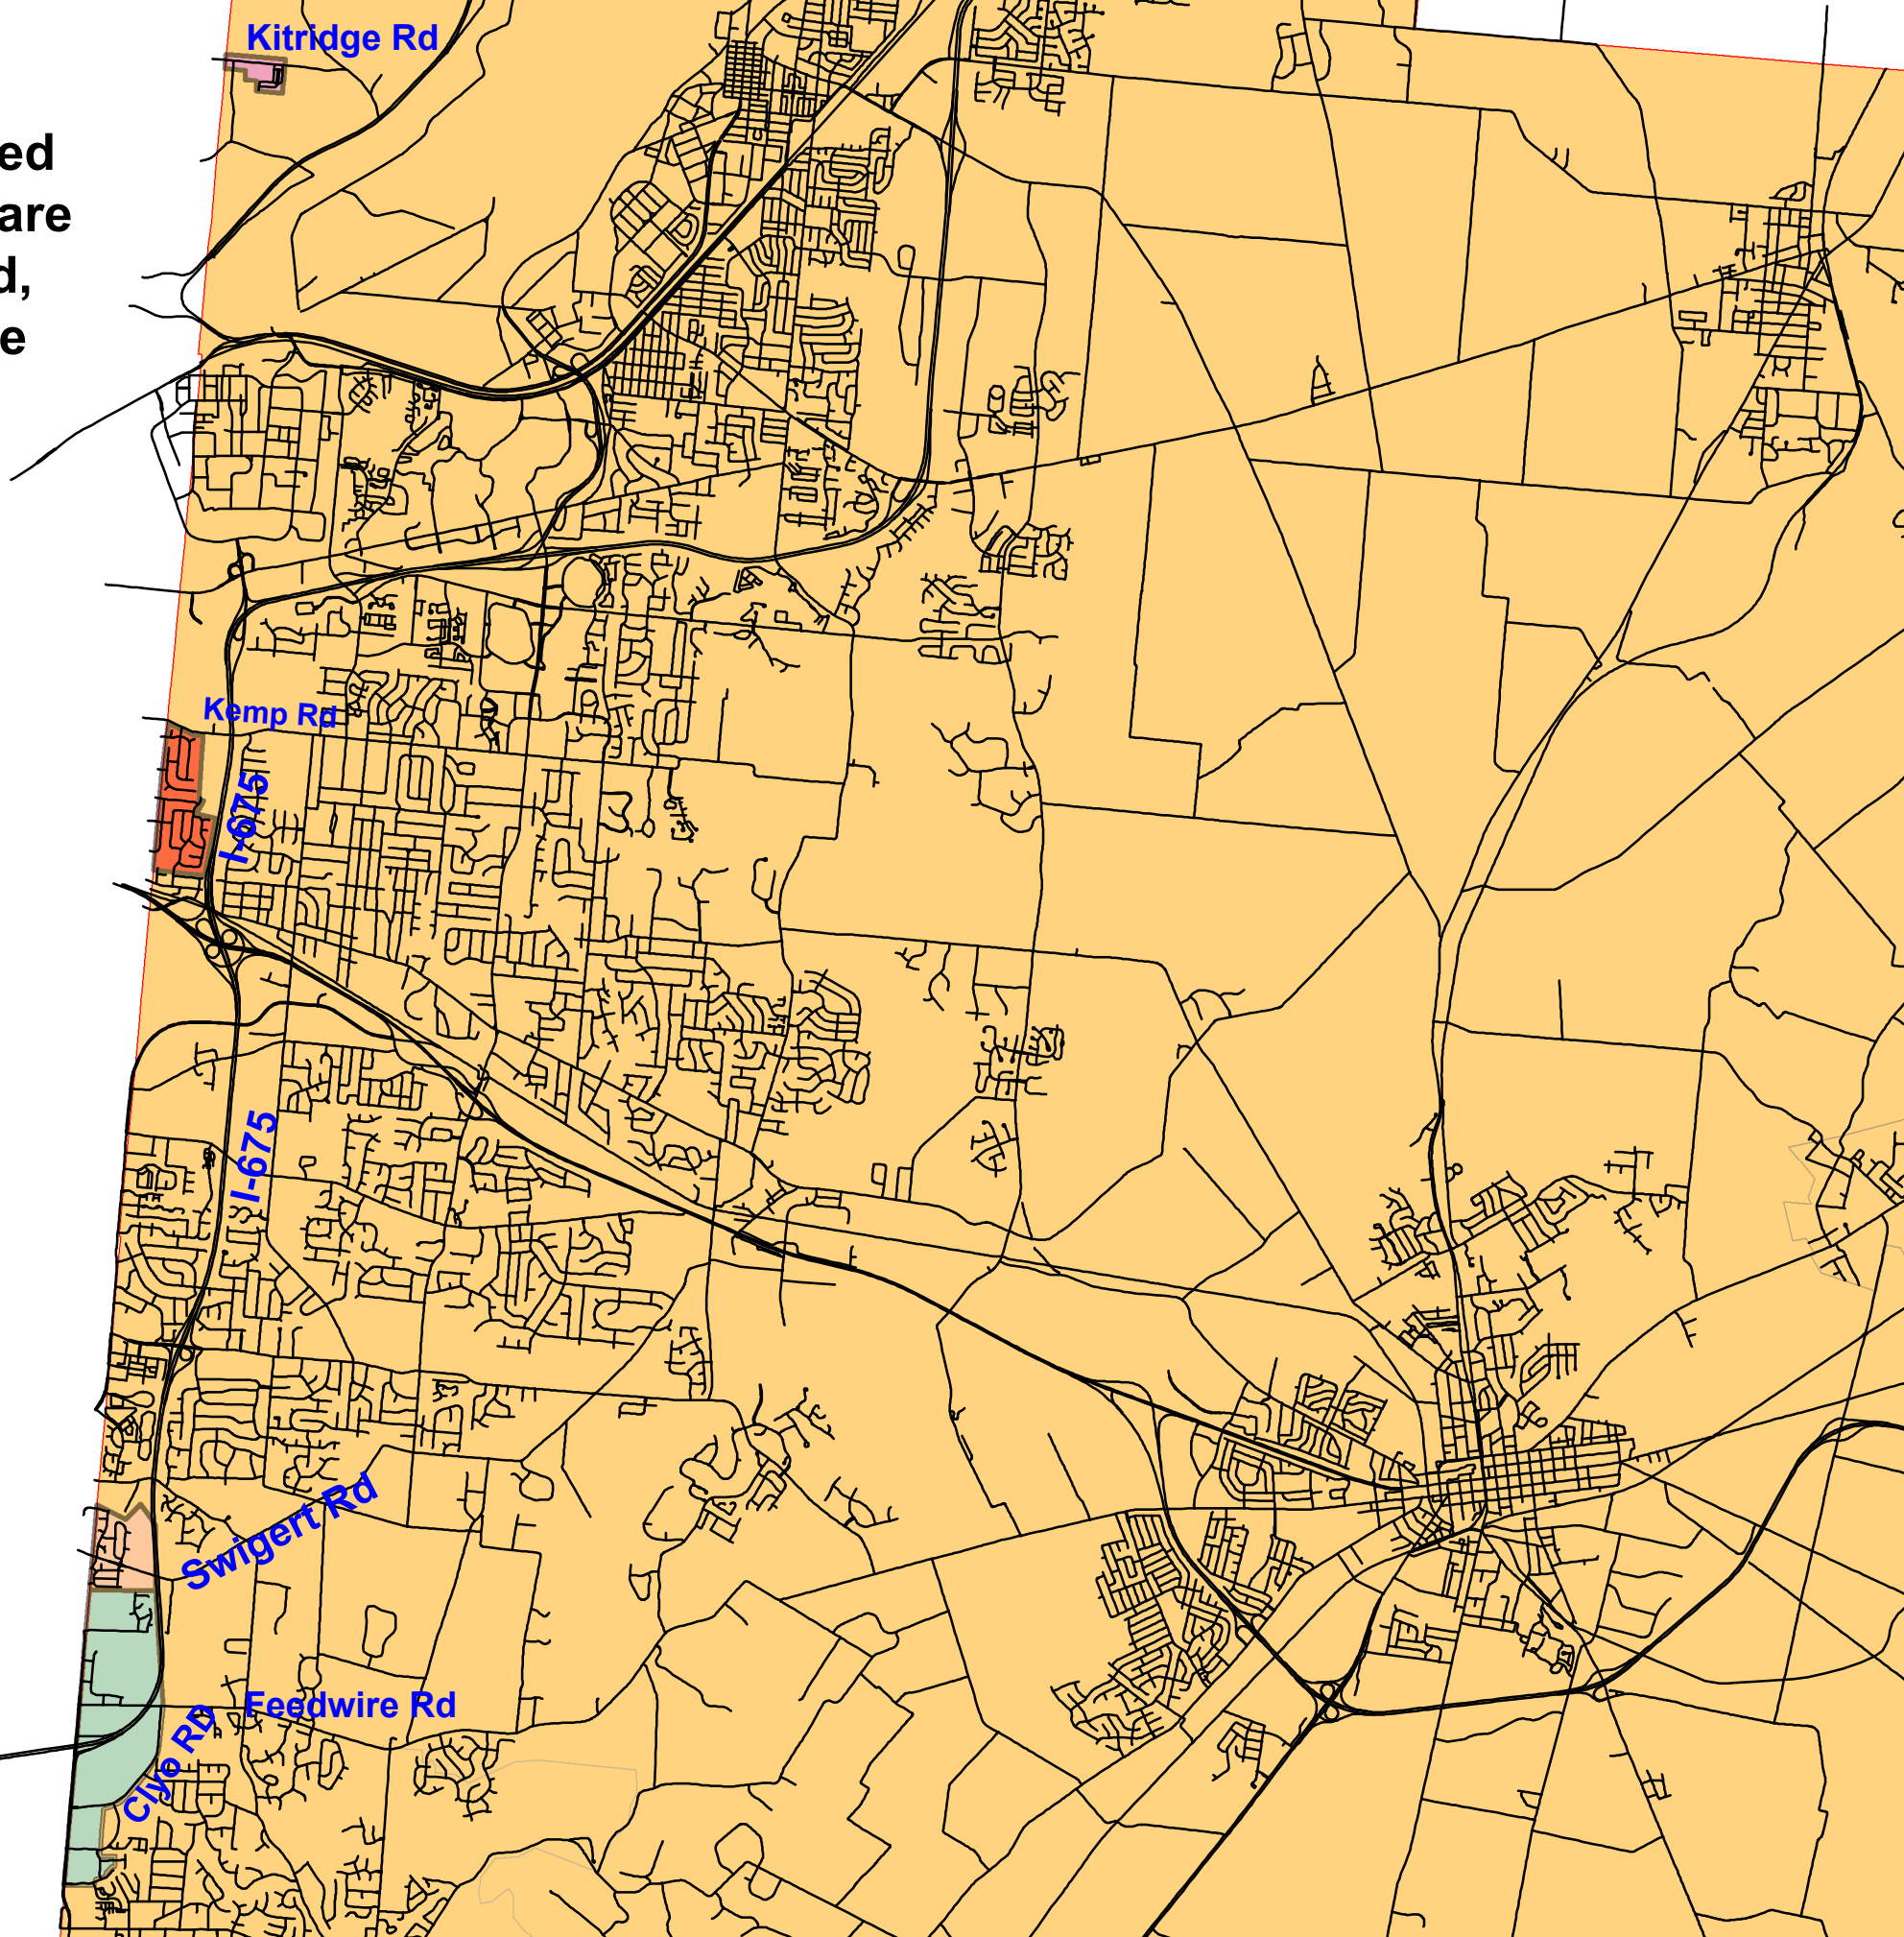 Kitridge Rd
ed
are
d,
e
Kemp Rd
I-675
I-675
Swigert Rd
Feedwire Rd
Clyo RD